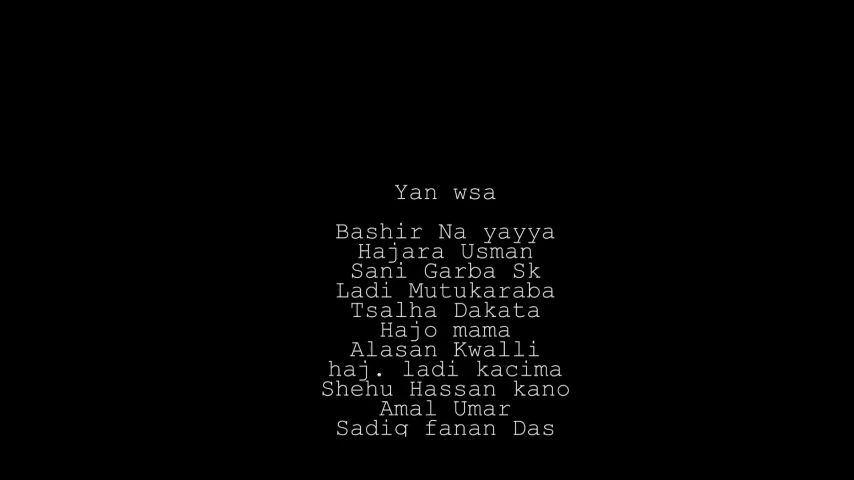 Yan wsa
Bashir Na yayya
Hajara Usman
Sani Garba Sk
Ladi Mutukaraba
Tsalha Dakata
Hajo mama
Alasan Kwalli
haj. ladi kacima
Shehu Hassan kano
Amal Umar
Sadiq fanan Das